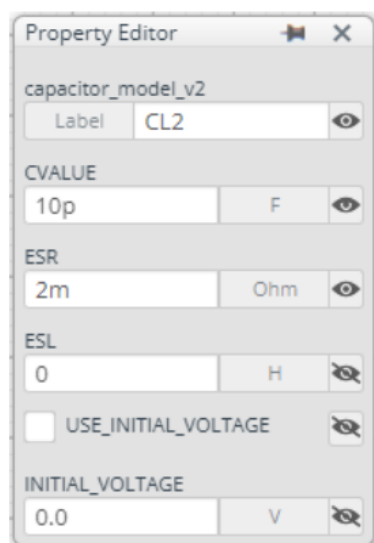 Property Editor
capacitor_model_v2
Label CL2
CVALUE
10p F
ESR
2m Ohm
ESL
0 H
USE_INITIAL_VOLTAGE
INITIAL_VOLTAGE
0.0 V